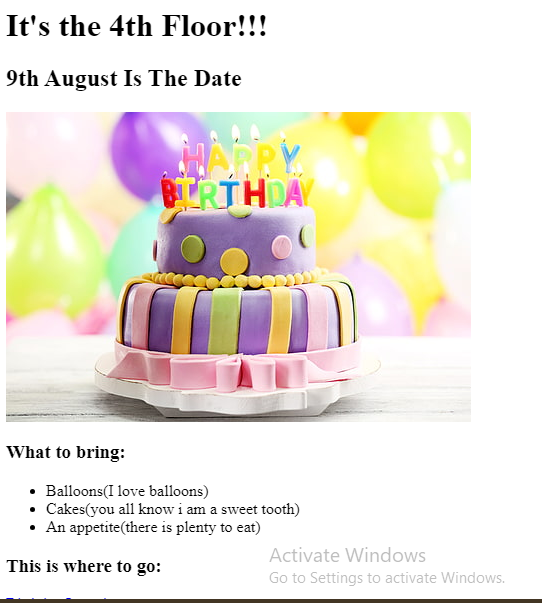 It's the 4th Floor!!!
9th August Is The Date
HAPPY
BIRTHDAY
What to bring:
Balloons(I love balloons)
Cakes(you all know i am a sweet tooth)
An appetite(there is plenty to eat)
This is where to go:
Activate Windows
Go to Settings to activate Windows.